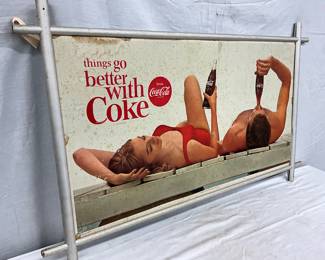 things go
better
with
Coke
Drink
Coca-Cola